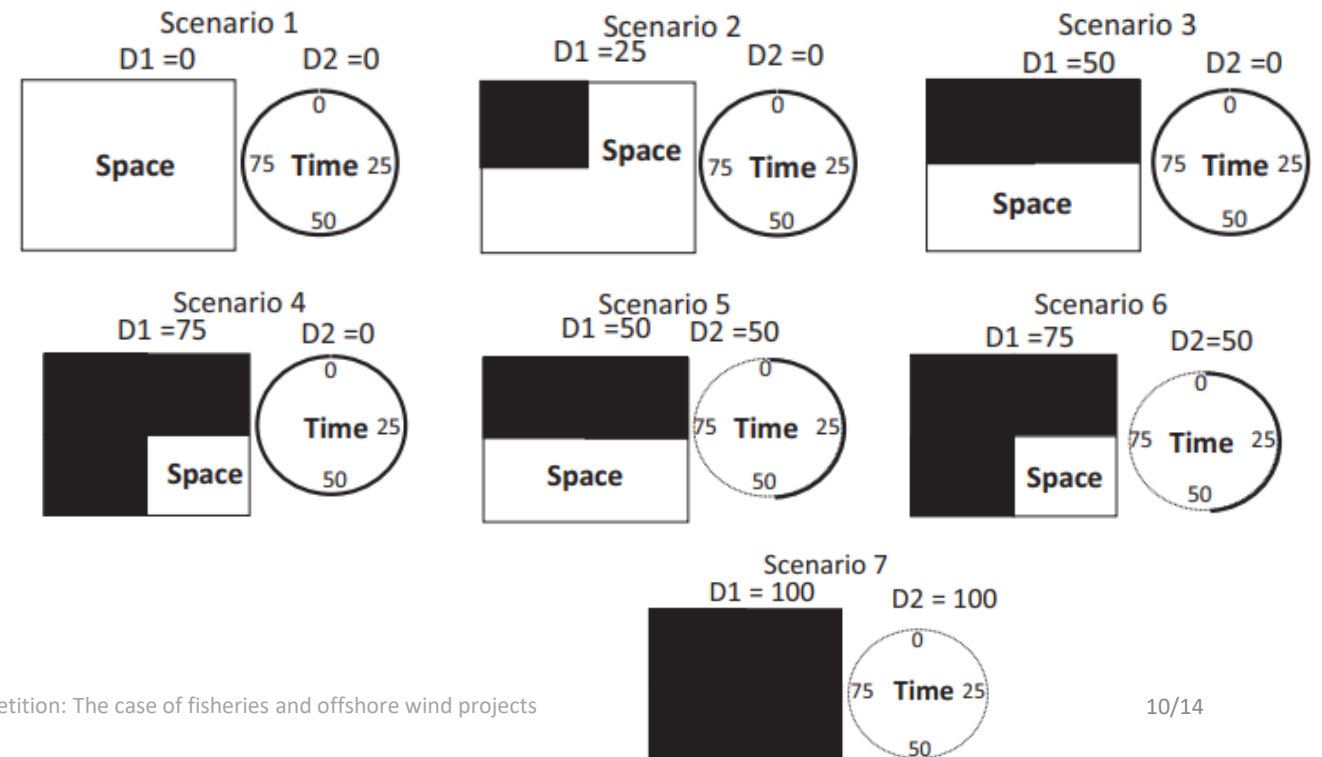 Scenario 1
D1 =0 D2 =0
Space
0
75 Time 25
50
Scenario 2
D1 =25 D2 =0
Space
0
75 Time 25
50
Scenario 3
D1 =50 D2 =0
Space
0
75 Time 25
50
Scenario 4
D1 =75 D2 =0
Space
0
Time 25
50
Scenario 5
D1 =50 D2 =50
Space
0
75 Time 25
50
Scenario 6
D1 =75 D2=50
Space
0
75 Time 25
50
Scenario 7
D1 = 100 D2 = 100
0
75 Time 25
50
etition: The case of fisheries and offshore wind projects
10/14